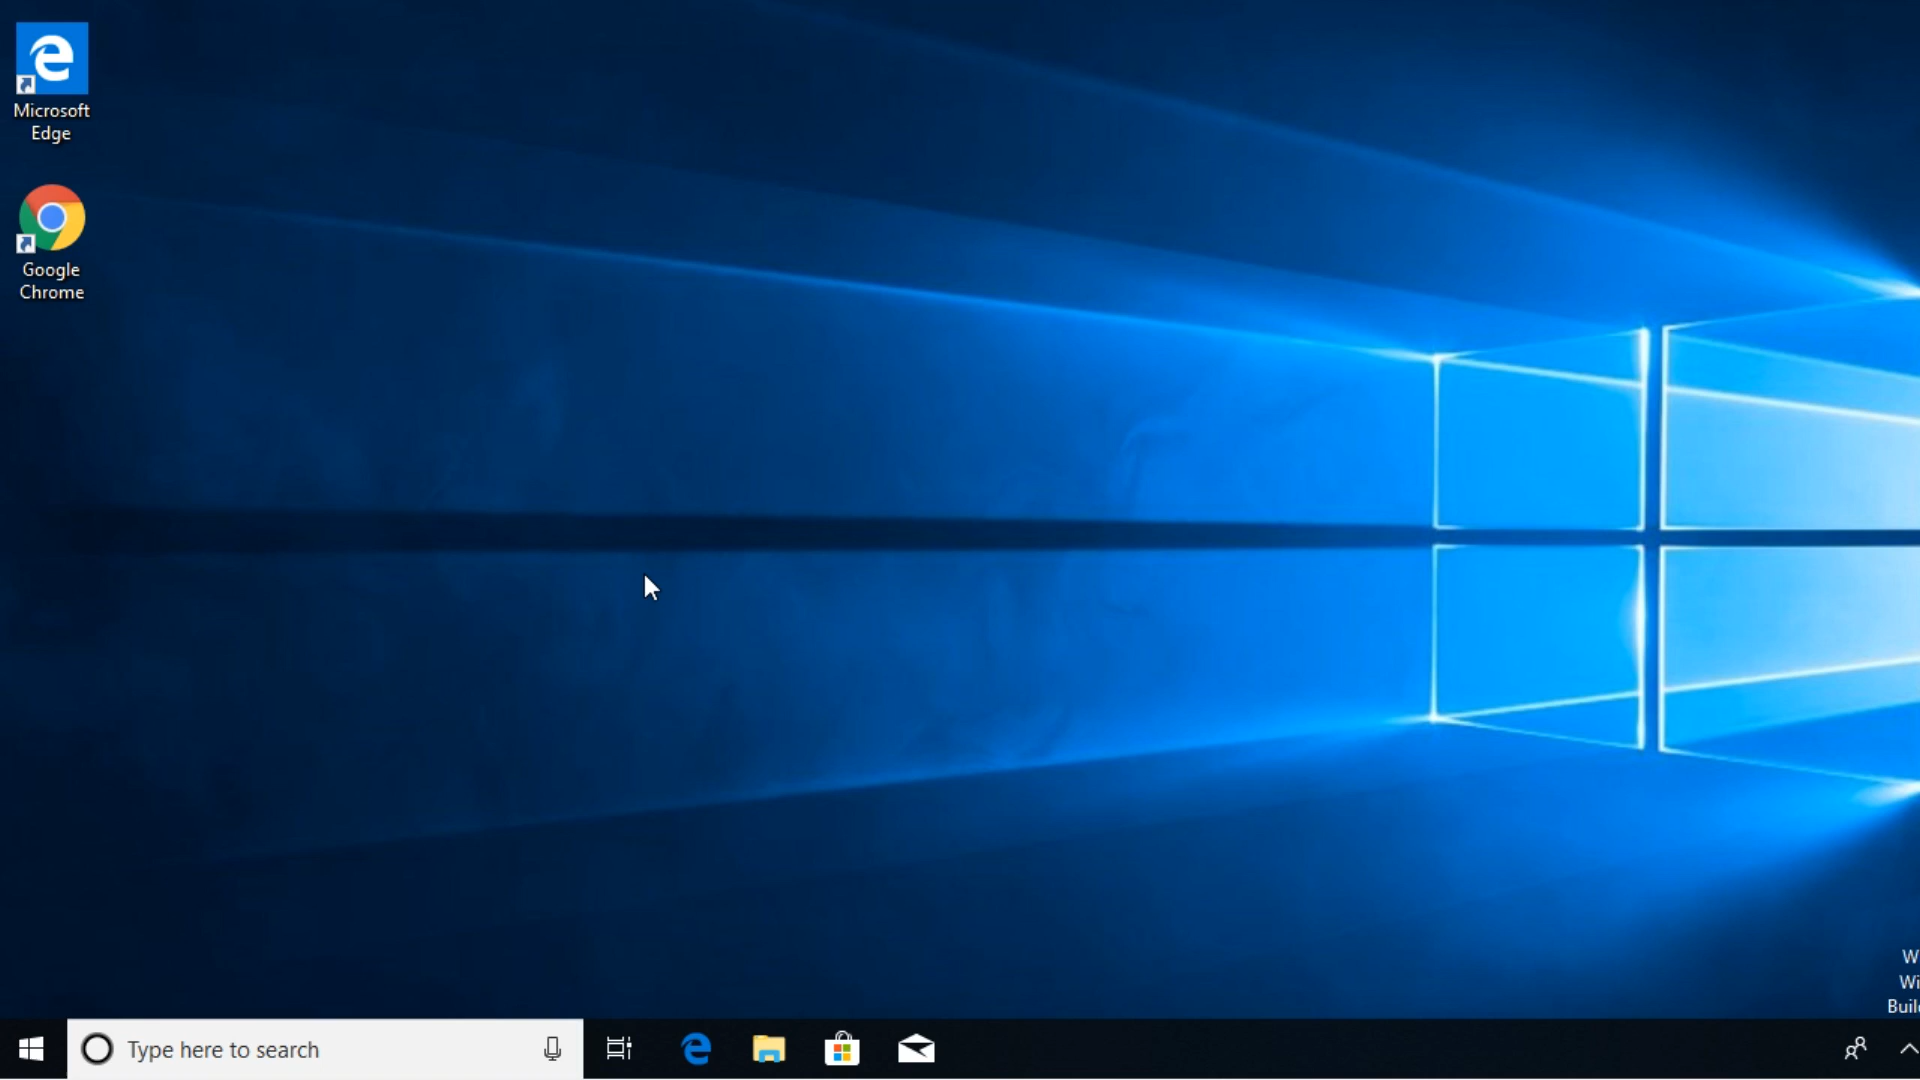 Microsoft
Edge
Google
Chrome
Type here to search